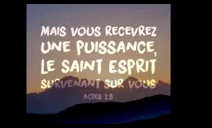 MAIS VOUS RECEVREZ
UNE PUISSANCE,
LE SAINT ESPRIT
SURVENANT SUR VOUS
ACTES 1:8